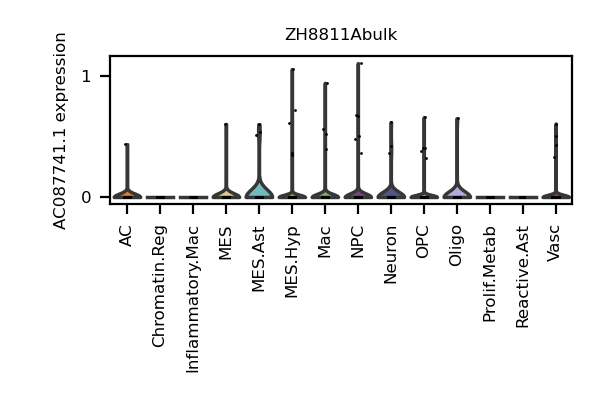 ZH8811Abulk
AC087741.1 expression
1
0
AC
Chromatin.Reg
Inflammatory.Mac
MES
MES.Ast
MES.Hyp
Mac
NPC
Neuron
OPC
Oligo
Prolif.Metab
Reactive.Ast
Vasc